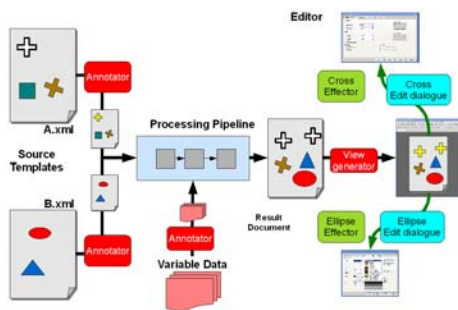 Editor
Annotator
A.xml
Source
Templates
B.xml
Annotator
Processing Pipeline
Annotator
Variable Data
Result
Document
View
generator
Cross
Effector
Cross
Edit dialogue
Ellipse
Effector
Ellipse
Edit dialogue